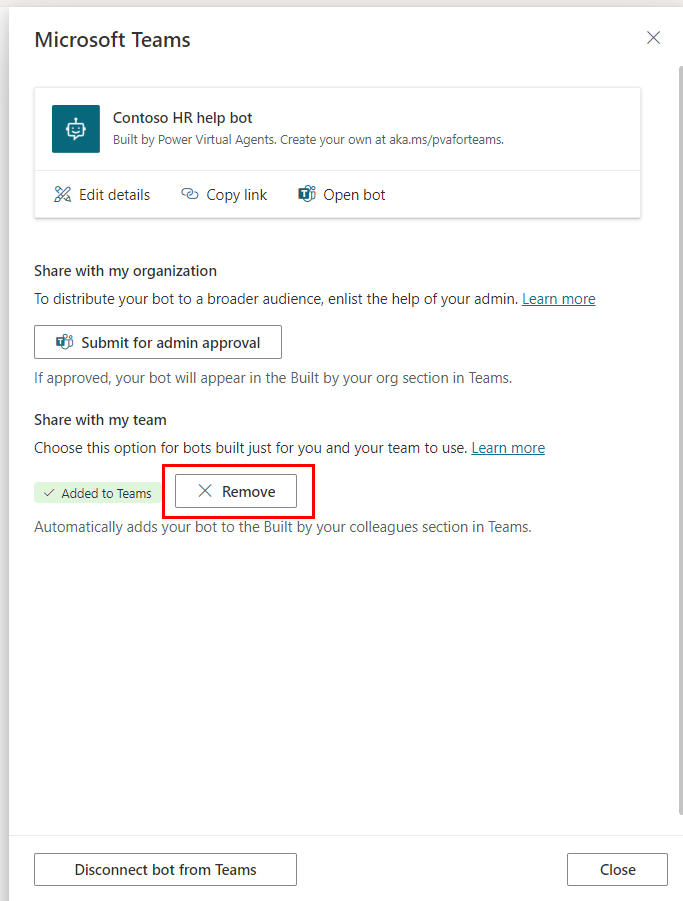 Microsoft Teams
Contoso HR help bot
Built by Power Virtual Agents. Create your own at aka.ms/pvaforteams.
Edit details
Copy link
Open bot
Share with my organization
To distribute your bot to a broader audience, enlist the help of your admin. Learn more
Submit for admin approval
If approved, your bot will appear in the Built by your org section in Teams.
Share with my team
Choose this option for bots built just for you and your team to use. Learn more
Added to Teams
Remove
Automatically adds your bot to the Built by your colleagues section in Teams.
Disconnect bot from Teams
Close